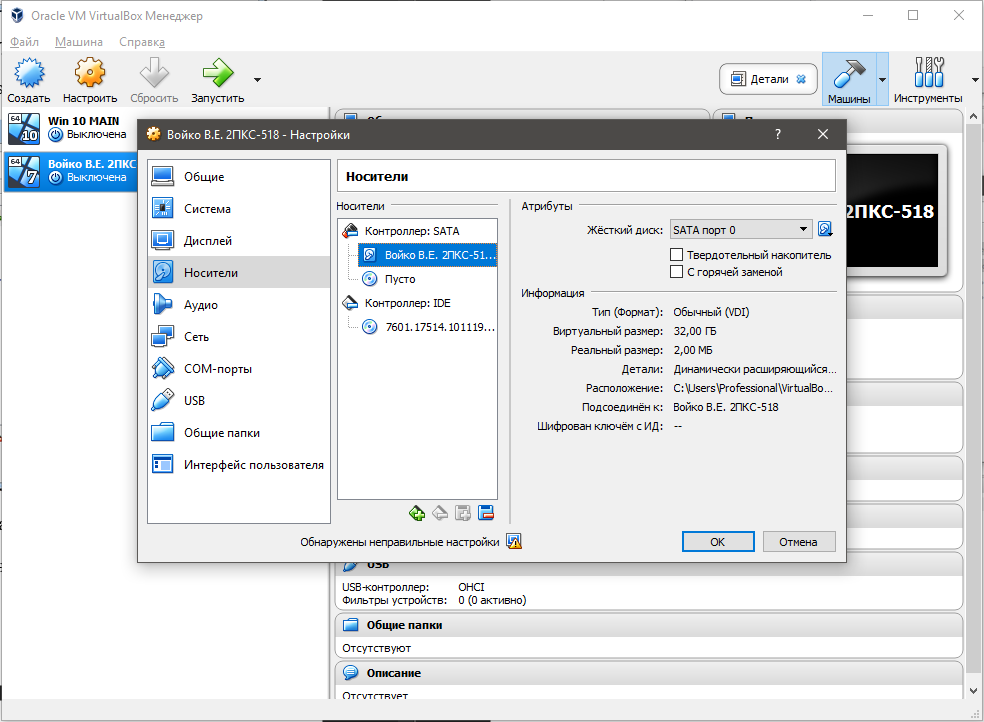 Oracle VM VirtualBox Менеджер
Файл Машина Справка
Создать Настроить Сбросить Запустить
Детали
Машины
Инструменты
64
10
Win 10 MAIN
Выключена
64
7
Войко В.Е. 2ПКС
Выключена
2ПКС-518
Войко В.Е. 2ПКС-518 - Настройки
?
Общие
Система
Дисплей
Носители
Аудио
Сеть
COM-порты
USB
Общие папки
Интерфейс пользователя
Носители
Носители
Контроллер: SATA
Войко В.Е. 2ПКС-51...
Пусто
Контроллер: IDE
7601.17514.101119...
Атрибуты
Жёсткий диск: SATA порт 0
Твердотельный накопитель
С горячей заменой
Информация
Тип (Формат): Обычный (VDI)
Виртуальный размер: 32,00 ГБ
Реальный размер: 2,00 МБ
Детали: Динамически расширяющийся...
Расположение: C:\Users\Professional\VirtualBo...
Подсоединён к: Войко В.Е. 2ПКС-518
Шифрован ключём с ИД: --
Обнаружены неправильные настройки
OK
Отмена
USB
USB-контроллер: OHCI
Фильтры устройств: 0 (0 активно)
Общие папки
Отсутствуют
Описание
Отсутствует